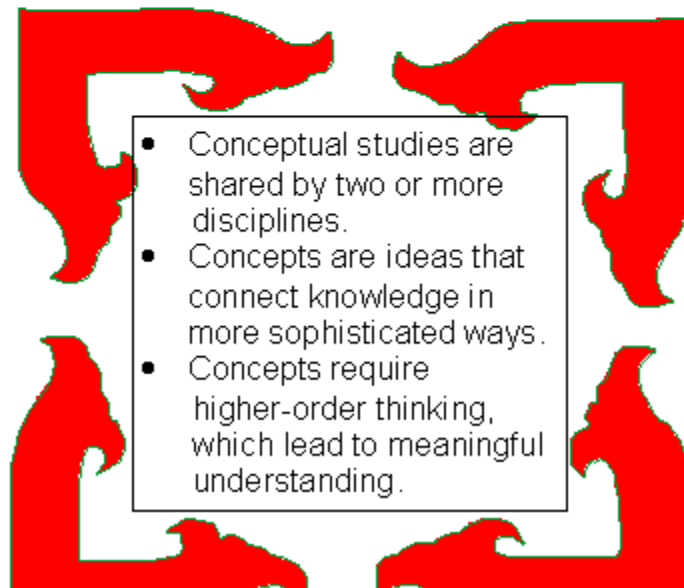 • Conceptual studies are
shared by two or more
disciplines.
• Concepts are ideas that
connect knowledge in
more sophisticated ways.
• Concepts require
higher-order thinking,
which lead to meaningful
understanding.